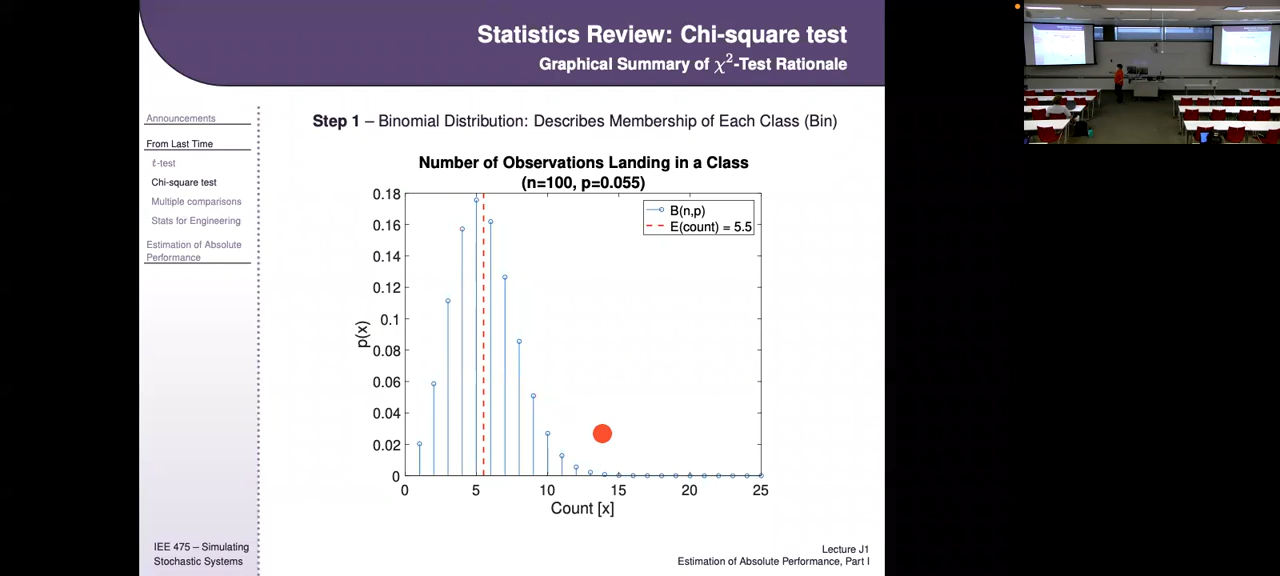 Statistics Review: Chi-square test
Graphical Summary of χ²-Test Rationale
Announcements
From Last Time
t-test
Chi-square test
Multiple comparisons
Stats for Engineering
Estimation of Absolute
Performance
Step 1 – Binomial Distribution: Describes Membership of Each Class (Bin)
Number of Observations Landing in a Class
(n=100, p=0.055)
0.18
0.16
0.14
0.12
0.1
0.08
0.06
0.04
0.02
0
p(x)
B(n,p)
E(count) = 5.5
0 5 10 15 20 25
Count [x]
IEE 475 – Simulating
Stochastic Systems
Lecture J1
Estimation of Absolute Performance, Part I